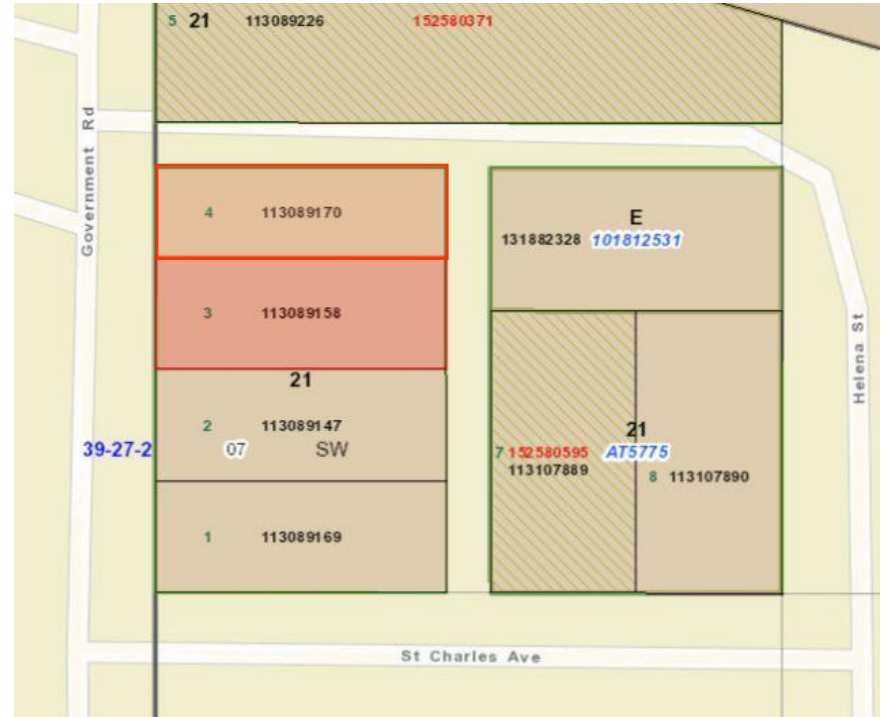 5 21 113089226 152580371
Government Rd
4 113089170
E
131882328 101812531
3 113089158
Helena St
21
2 113089147
39-27-2 07 SW
21
7 152580595 AT5775
113107889
8 113107890
1 113089169
St Charles Ave